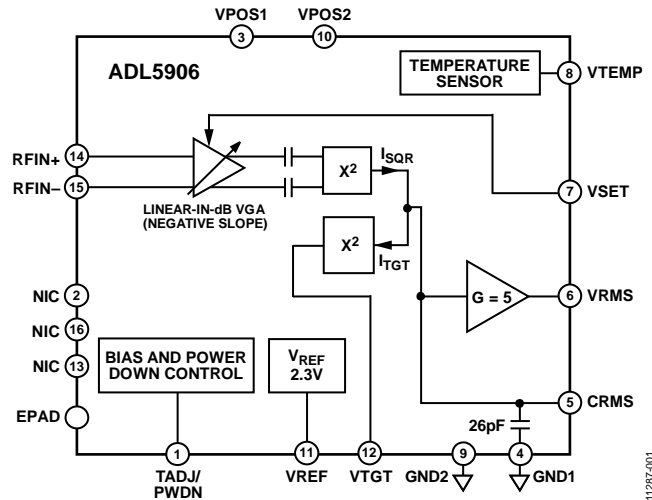 VPOS1 VPOS2
3 10
ADL5906
TEMPERATURE
SENSOR
8 VTEMP
RFIN+ 14
RFIN– 15
X²
ISQR
LINEAR-IN-dB VGA
(NEGATIVE SLOPE)
7 VSET
X²
ITGT
NIC 2
NIC 16
NIC 13
EPAD
G = 5
6 VRMS
BIAS AND POWER
DOWN CONTROL
VREF
2.3V
5 CRMS
26pF
1 11 12 9 4
TADJ/
PWDN
VREF VTGT GND2 GND1
11287-001